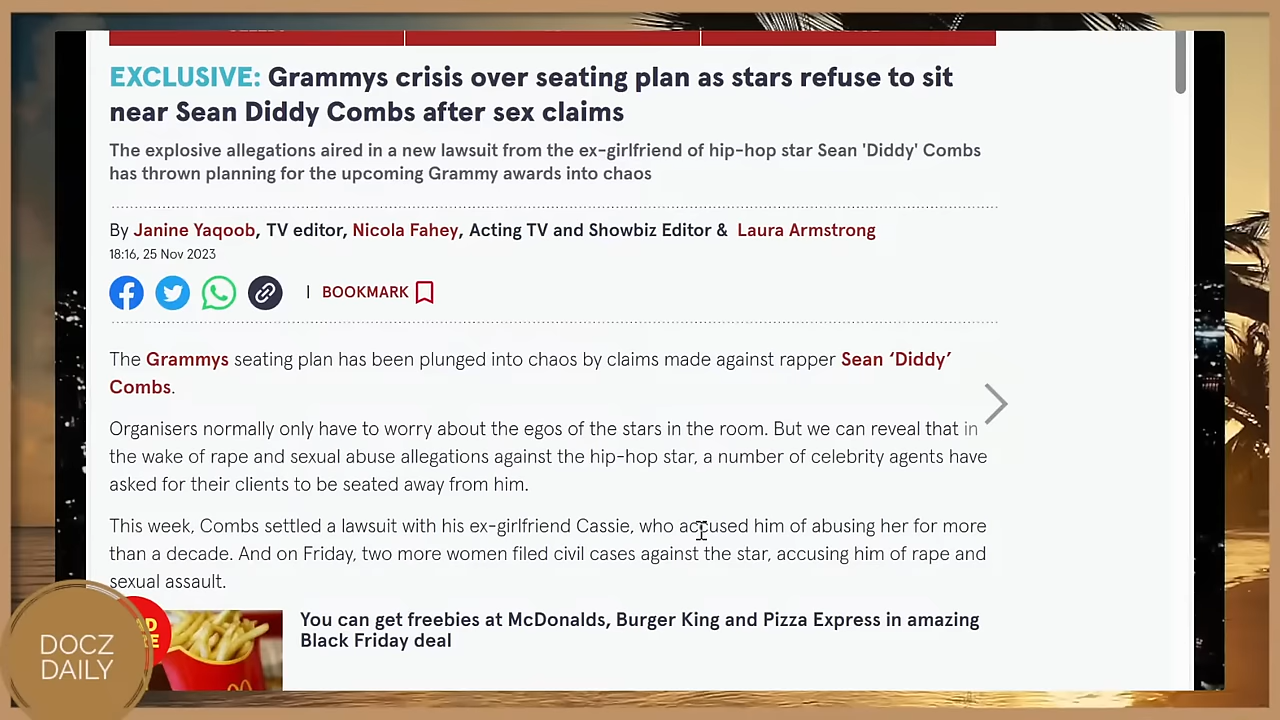 EXCLUSIVE: Grammys crisis over seating plan as stars refuse to sit
near Sean Diddy Combs after sex claims
The explosive allegations aired in a new lawsuit from the ex-girlfriend of hip-hop star Sean 'Diddy' Combs
has thrown planning for the upcoming Grammy awards into chaos
By Janine Yaqoob, TV editor, Nicola Fahey, Acting TV and Showbiz Editor & Laura Armstrong
18:16, 25 Nov 2023
| BOOKMARK
The Grammys seating plan has been plunged into chaos by claims made against rapper Sean ‘Diddy’
Combs.
Organisers normally only have to worry about the egos of the stars in the room. But we can reveal that in
the wake of rape and sexual abuse allegations against the hip-hop star, a number of celebrity agents have
asked for their clients to be seated away from him.
This week, Combs settled a lawsuit with his ex-girlfriend Cassie, who accused him of abusing her for more
than a decade. And on Friday, two more women filed civil cases against the star, accusing him of rape and
sexual assault.
You can get freebies at McDonalds, Burger King and Pizza Express in amazing
Black Friday deal
DOCZ
DAILY